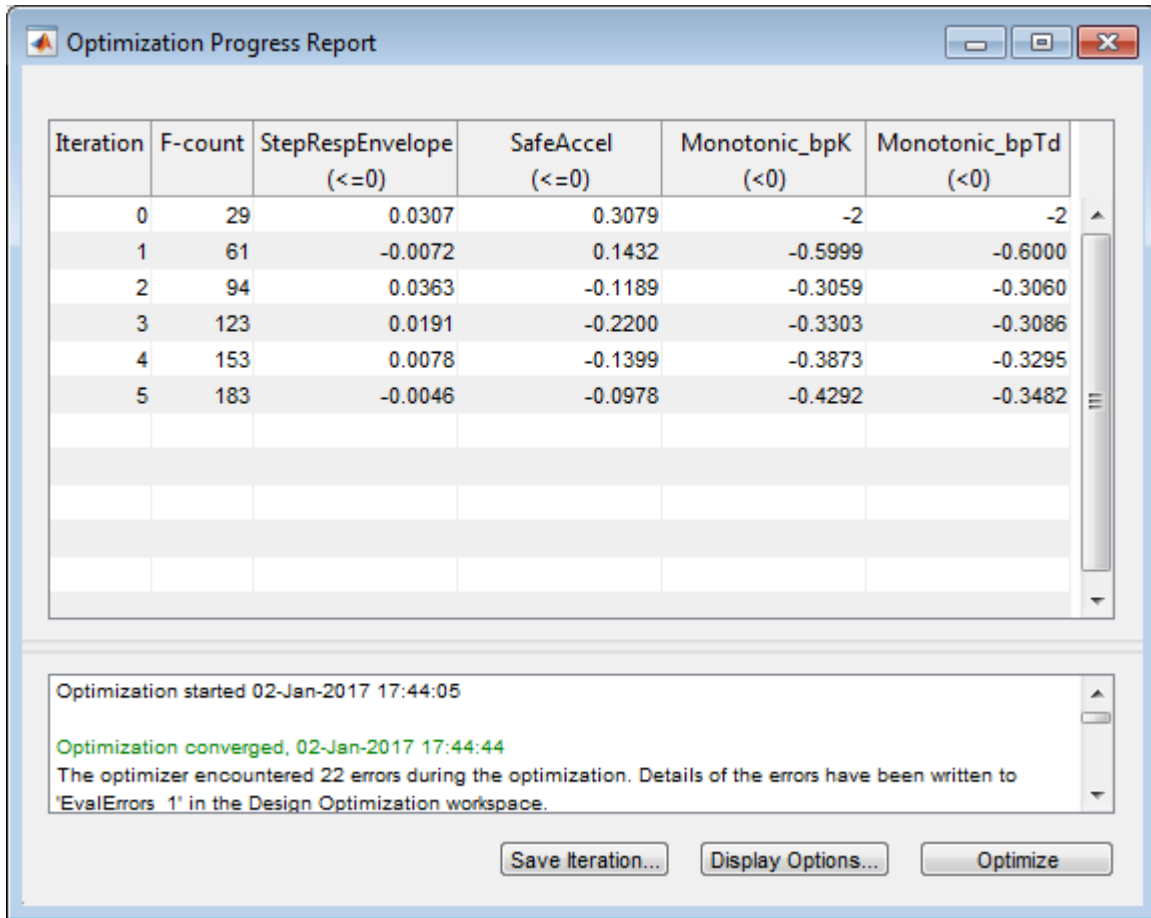 Optimization Progress Report
Iteration F-count StepRespEnvelope SafeAccel Monotonic_bpK Monotonic_bpTd
(<=0) (<=0) (<0) (<0)
0 29 0.0307 0.3079 -2 -2
1 61 -0.0072 0.1432 -0.5999 -0.6000
2 94 0.0363 -0.1189 -0.3059 -0.3060
3 123 0.0191 -0.2200 -0.3303 -0.3086
4 153 0.0078 -0.1399 -0.3873 -0.3295
5 183 -0.0046 -0.0978 -0.4292 -0.3482
Optimization started 02-Jan-2017 17:44:05
Optimization converged, 02-Jan-2017 17:44:44
The optimizer encountered 22 errors during the optimization. Details of the errors have been written to
'EvalErrors_1' in the Design Optimization workspace.
Save Iteration... Display Options... Optimize